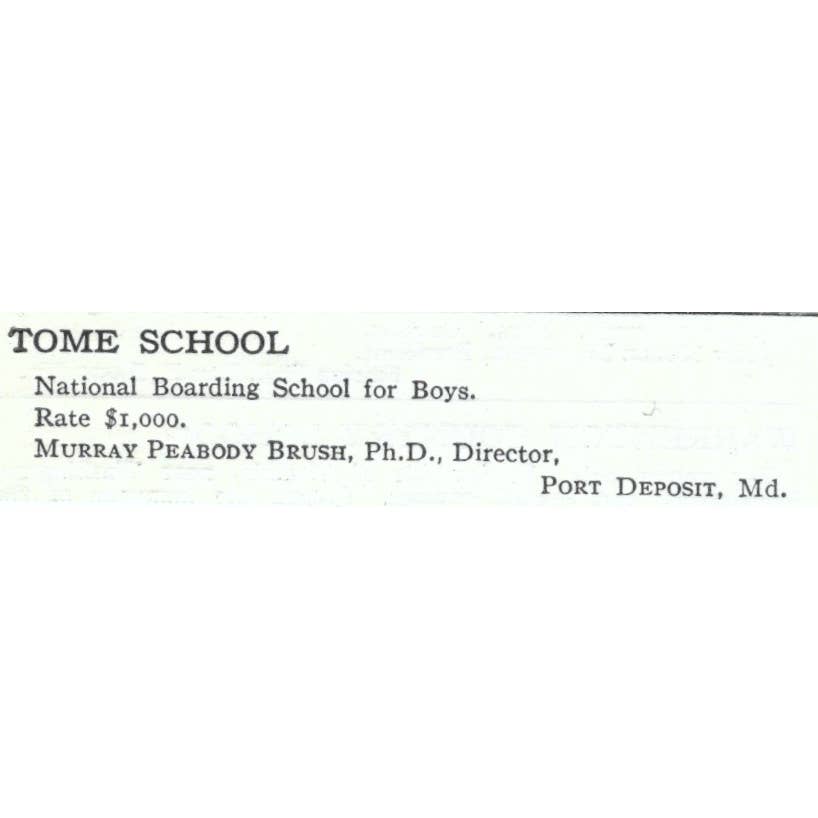 TOME SCHOOL
National Boarding School for Boys.
Rate $1,000.
MURRAY PEABODY BRUSH, Ph.D., Director,
PORT DEPOSIT, Md.